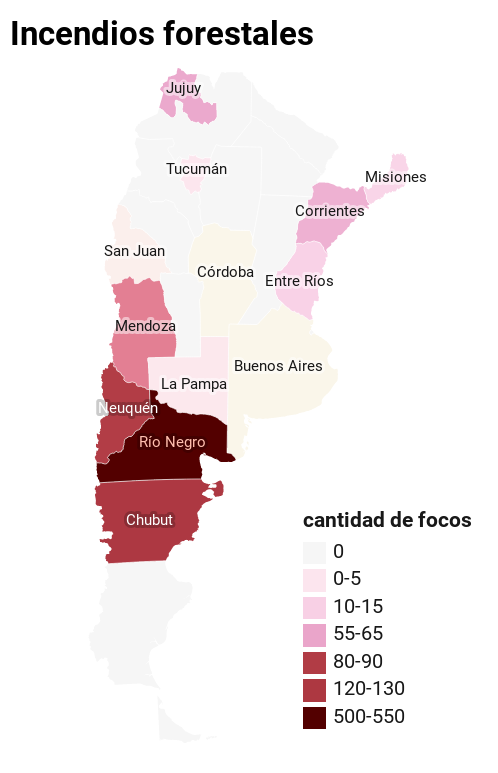 Incendios forestales
Jujuy
Tucumán
Misiones
Corrientes
San Juan
Córdoba
Entre Ríos
Mendoza
Buenos Aires
La Pampa
Neuquén
Río Negro
Chubut
cantidad de focos
0
0-5
10-15
55-65
80-90
120-130
500-550